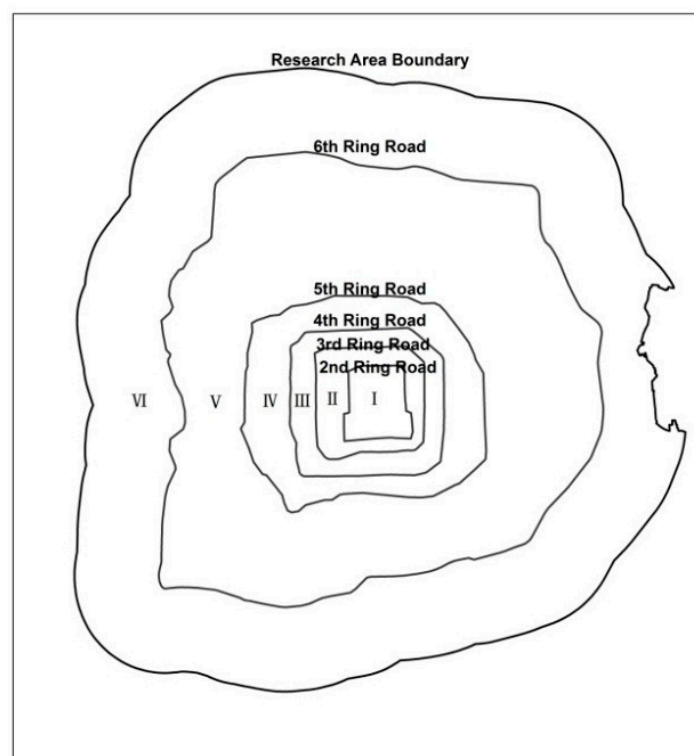 Research Area Boundary
6th Ring Road
5th Ring Road
4th Ring Road
3rd Ring Road
2nd Ring Road
Ⅵ Ⅴ Ⅳ Ⅲ Ⅱ Ⅰ